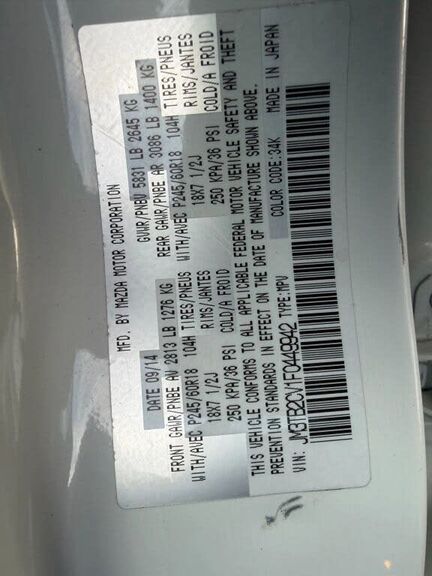 MFD. BY MAZDA MOTOR CORPORATION
DATE 09/14 GVWR/PNBV 5831 LB 2645 KG
FRONT GAWR/PNBE AV 2813 LB 1276 KG REAR GAWR/PNBE AR 3086 LB 1400 KG
WITH/AVEC P245/60R18 104H TIRES/PNEUS WITH/AVEC P245/60R18 104H TIRES/PNEUS
18X7 1/2J RIMS/JANTES 18X7 1/2J RIMS/JANTES
250 KPA/36 PSI COLD/A FROID 250 KPA/36 PSI COLD/A FROID
THIS VEHICLE CONFORMS TO ALL APPLICABLE FEDERAL MOTOR VEHICLE SAFETY AND THEFT
PREVENTION STANDARDS IN EFFECT ON THE DATE OF MANUFACTURE SHOWN ABOVE.
VIN: JM3TB2CV1F0449942 TYPE:MPV COLOR CODE:34K MADE IN JAPAN